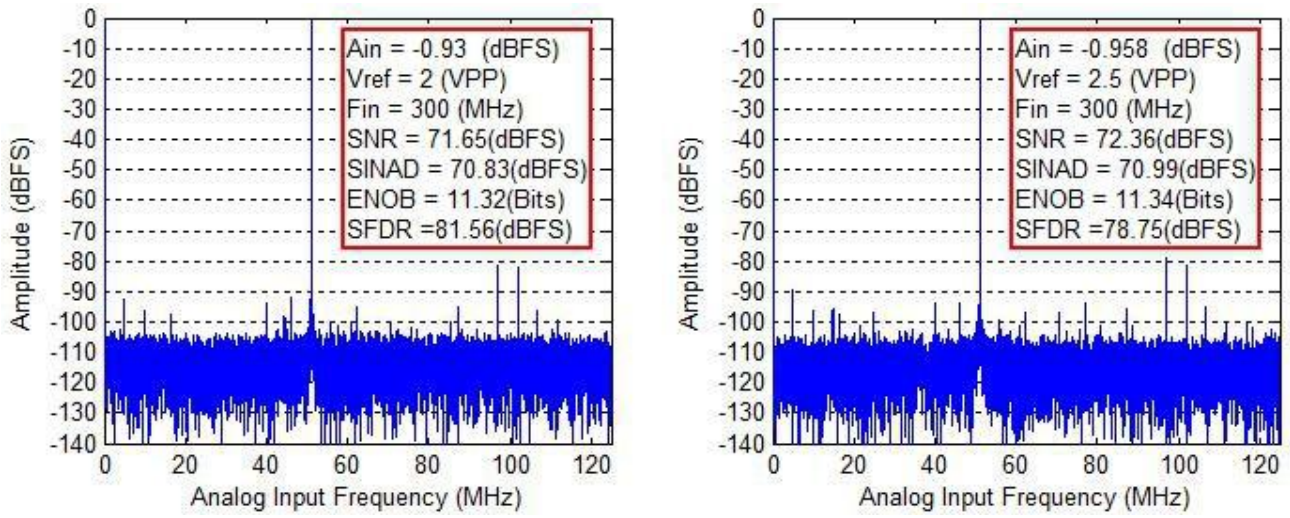 0
-10
-20
-30
-40
-50
-60
-70
-80
-90
-100
-110
-120
-130
-140
Amplitude (dBFS)
Ain = -0.93 (dBFS)
Vref = 2 (VPP)
Fin = 300 (MHz)
SNR = 71.65(dBFS)
SINAD = 70.83(dBFS)
ENOB = 11.32(Bits)
SFDR =81.56(dBFS)
0 20 40 60 80 100 120
Analog Input Frequency (MHz)
0
-10
-20
-30
-40
-50
-60
-70
-80
-90
-100
-110
-120
-130
-140
Amplitude (dBFS)
Ain = -0.958 (dBFS)
Vref = 2.5 (VPP)
Fin = 300 (MHz)
SNR = 72.36(dBFS)
SINAD = 70.99(dBFS)
ENOB = 11.34(Bits)
SFDR =78.75(dBFS)
0 20 40 60 80 100 120
Analog Input Frequency (MHz)